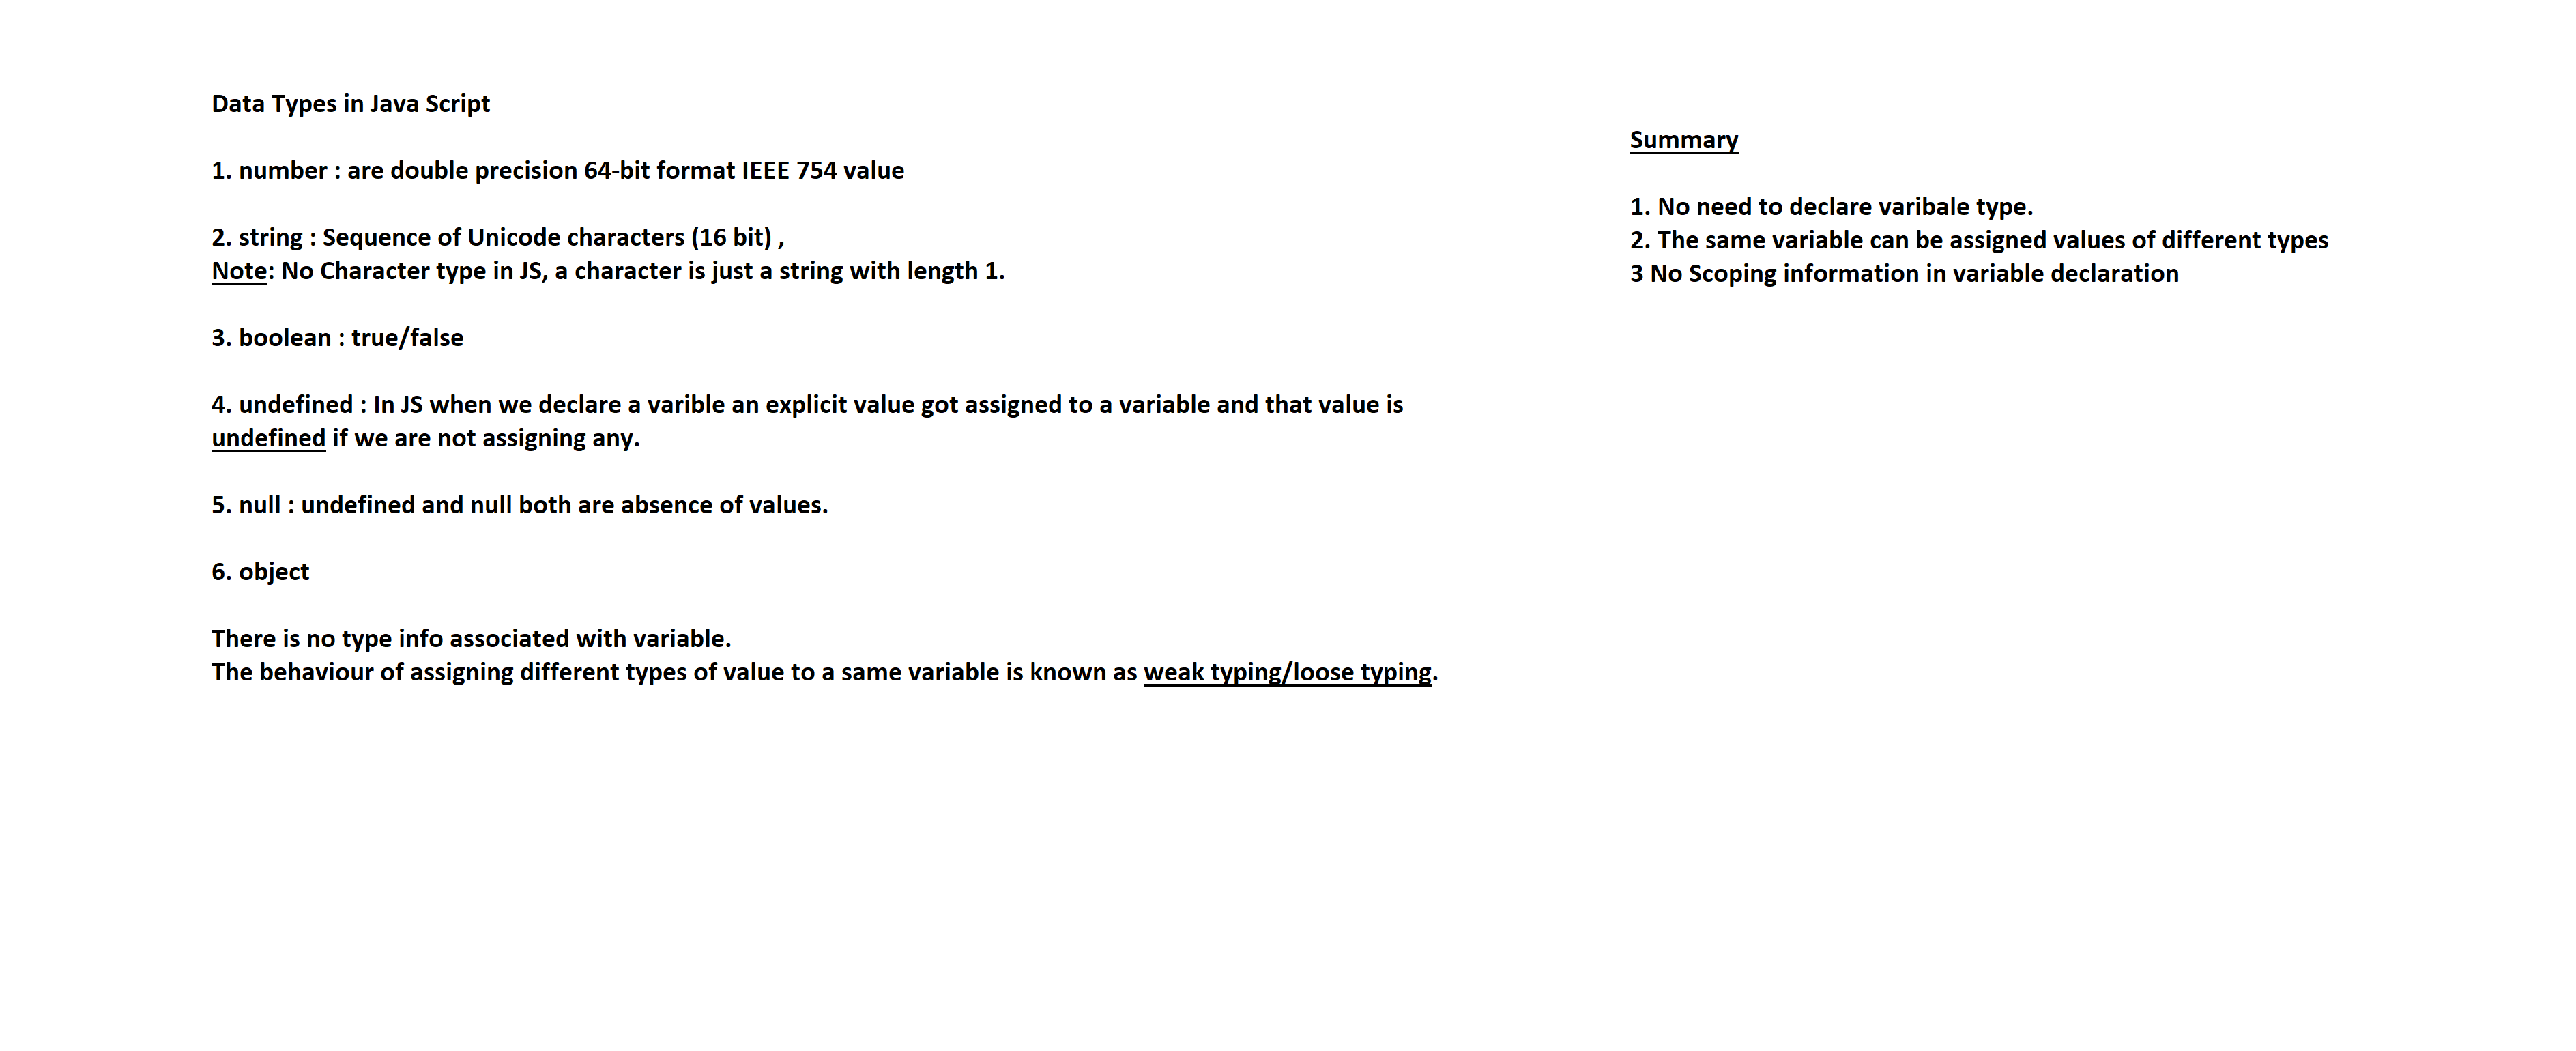 Data Types in Java Script
1. number : are double precision 64-bit format IEEE 754 value
2. string : Sequence of Unicode characters (16 bit) ,
Note: No Character type in JS, a character is just a string with length 1.
3. boolean : true/false
4. undefined : In JS when we declare a varible an explicit value got assigned to a variable and that value is
undefined if we are not assigning any.
5. null : undefined and null both are absence of values.
6. object
There is no type info associated with variable.
The behaviour of assigning different types of value to a same variable is known as weak typing/loose typing.
Summary
1. No need to declare varibale type.
2. The same variable can be assigned values of different types
3 No Scoping information in variable declaration